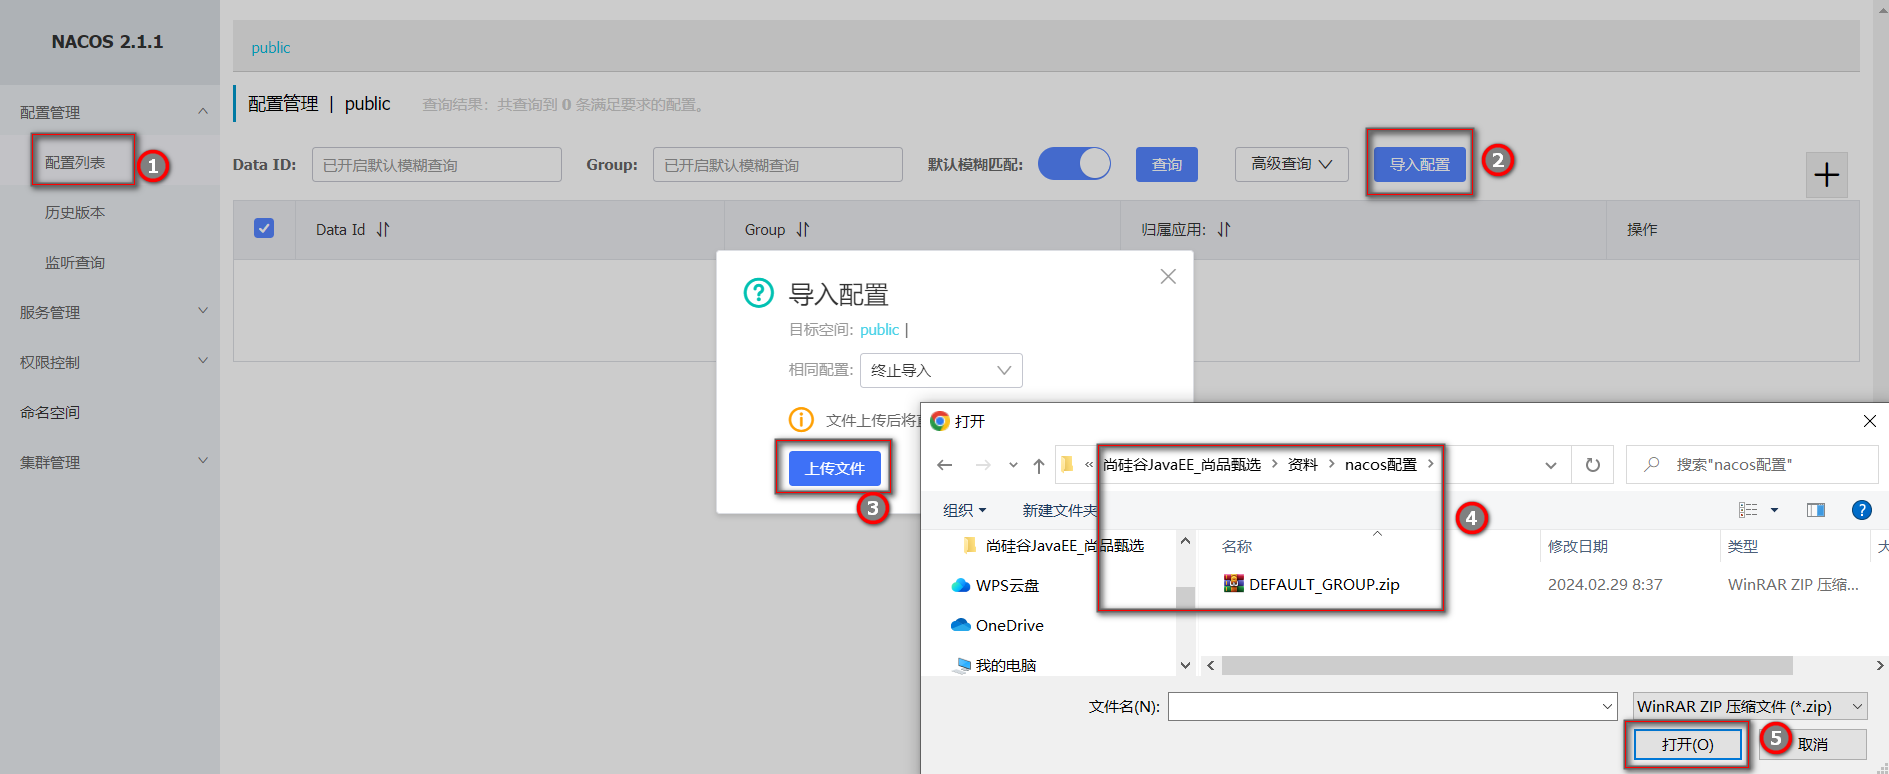 NACOS 2.1.1
public
配置管理
配置管理 | public 查询结果：共查询到 0 条满足要求的配置。
配置列表
1
Data ID: 已开启默认模糊查询 Group: 已开启默认模糊查询 默认模糊匹配: 查询 高级查询 导入配置
2
历史版本
Data Id Group 归属应用: 操作
监听查询
服务管理
权限控制
命名空间
集群管理
导入配置
目标空间: public |
相同配置: 终止导入
文件上传后将
上传文件
3
打开
« 尚硅谷JavaEE_尚品甄选 > 资料 > nacos配置 > 搜索"nacos配置"
组织 新建文件夹
4
尚硅谷JavaEE_尚品甄选
WPS云盘
OneDrive
我的电脑
名称 修改日期 类型
DEFAULT_GROUP.zip 2024.02.29 8:37 WinRAR ZIP 压缩...
文件名(N): WinRAR ZIP 压缩文件 (*.zip)
打开(O) 5 取消